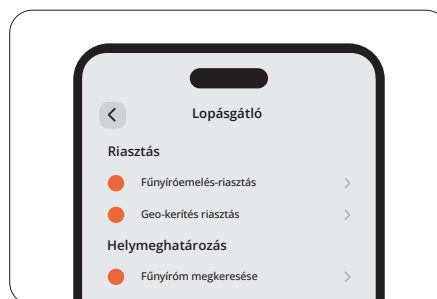 Lopásgátló
Riasztás
Fűnyíróemelés-riasztás
Geo-kerítés riasztás
Helymeghatározás
Fűnyíróm megkeresése